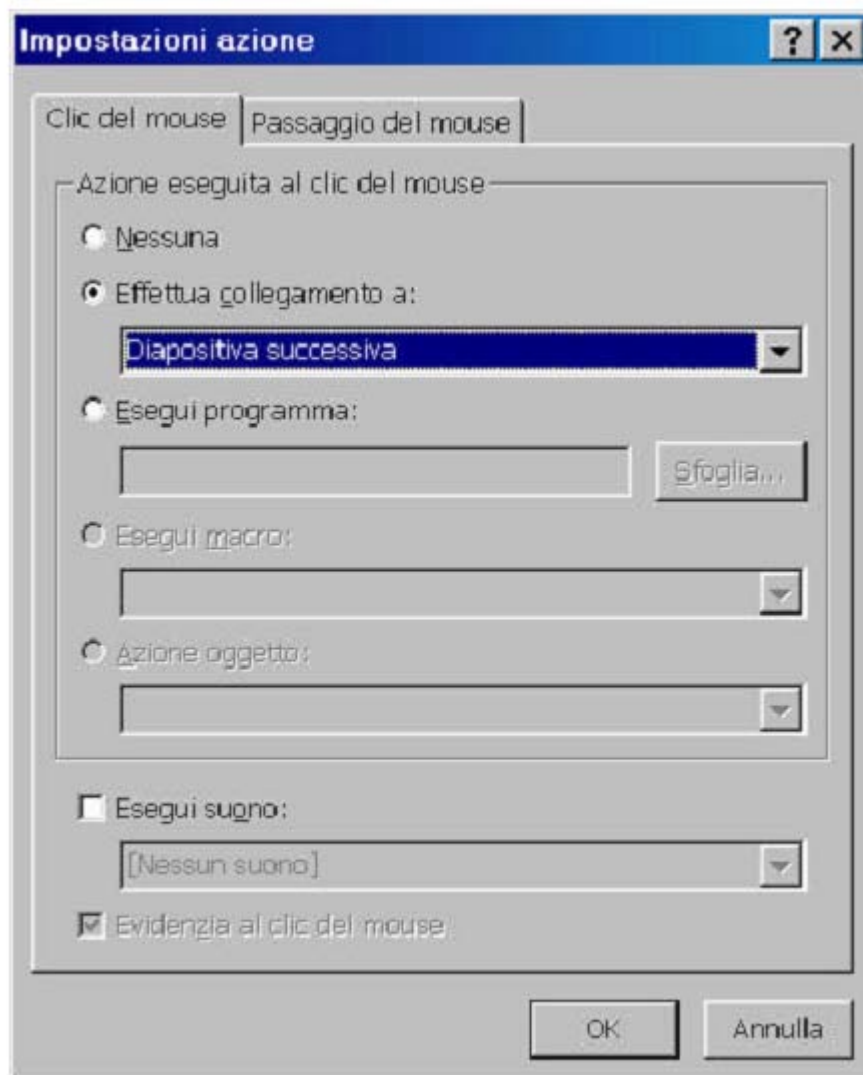 Impostazioni azione
Clic del mouse
Passaggio del mouse
Azione eseguita al clic del mouse
Nessuna
Effettua collegamento a:
Diapositiva successiva
Esegui programma:
Sfoglia...
Esegui macro:
Azione oggetto:
Esegui suono:
[Nessun suono]
Evidenzia al clic del mouse
OK
Annulla